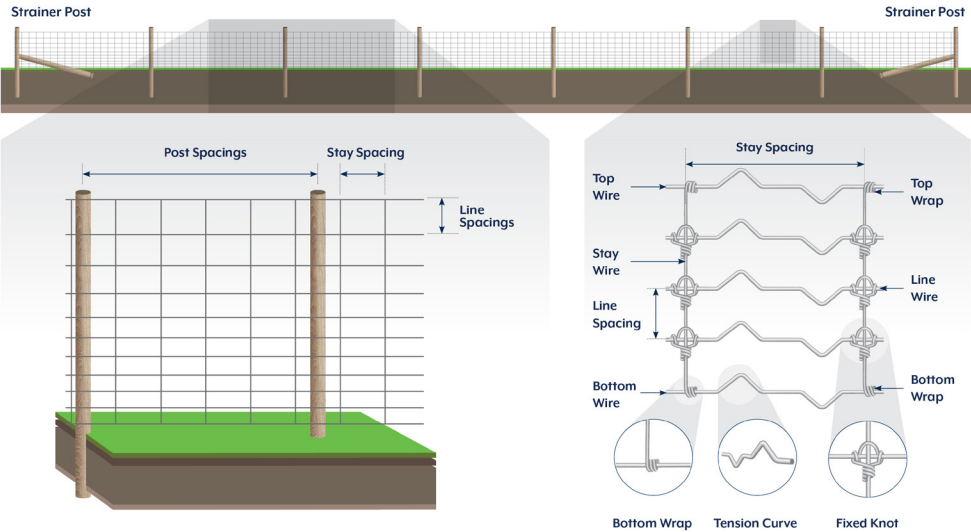 Strainer Post
Strainer Post
Post Spacings
Stay Spacing
Line
Spacings
Stay Spacing
Top
Wire
Top
Wrap
Stay
Wire
Line
Wire
Line
Spacing
Bottom
Wire
Bottom
Wrap
Bottom Wrap
Tension Curve
Fixed Knot